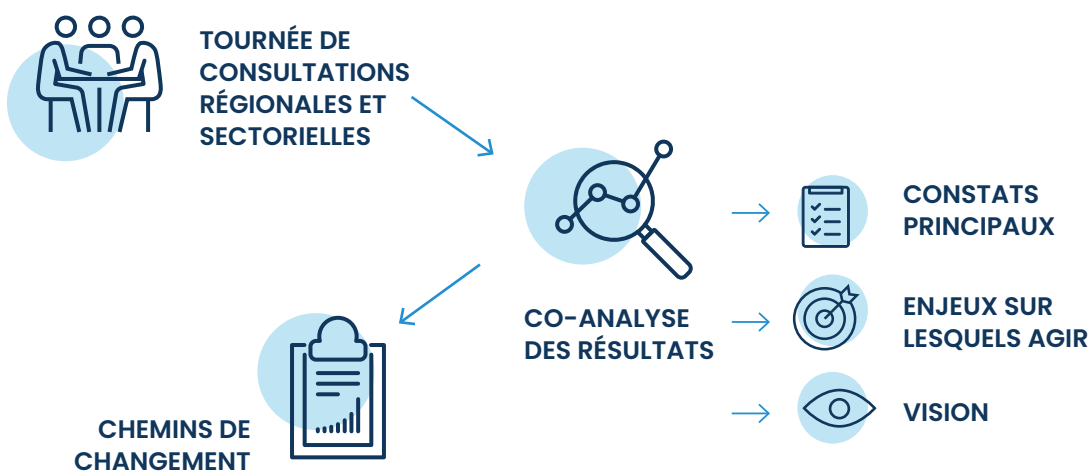 TOURNÉE DE
CONSULTATIONS
RÉGIONALES ET
SECTORIELLES
CO-ANALYSE
DES RÉSULTATS
CONSTATS
PRINCIPAUX
ENJEUX SUR
LESQUELS AGIR
VISION
CHEMINS DE
CHANGEMENT